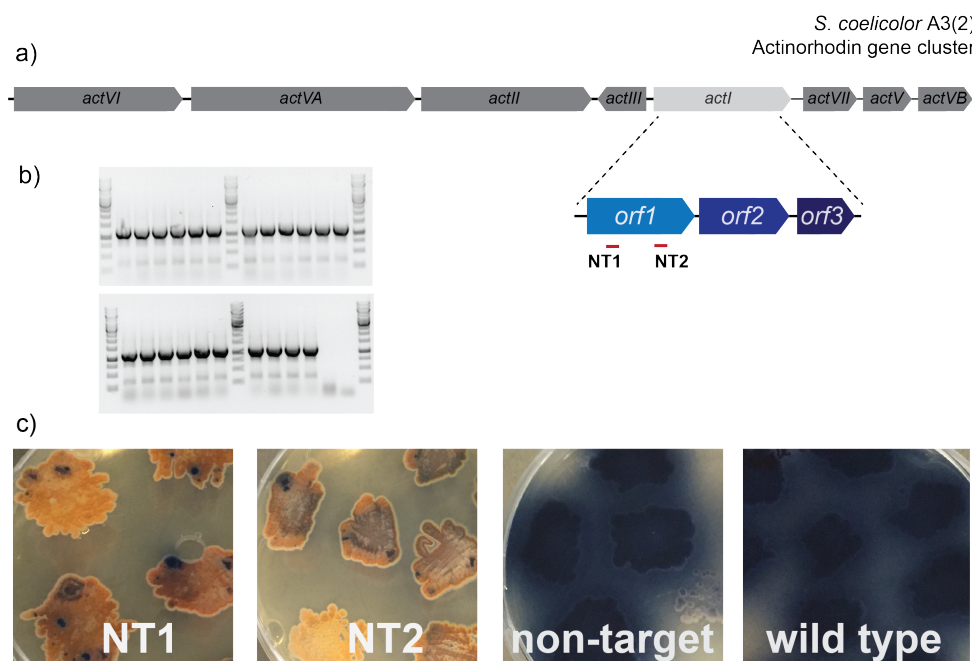 S. coelicolor A3(2)
Actinorhodin gene cluster
a)
actVI actVA actII actIII actI actVII actV actVB
b)
orf1 orf2 orf3
NT1 NT2
c)
NT1 NT2 non-target wild type